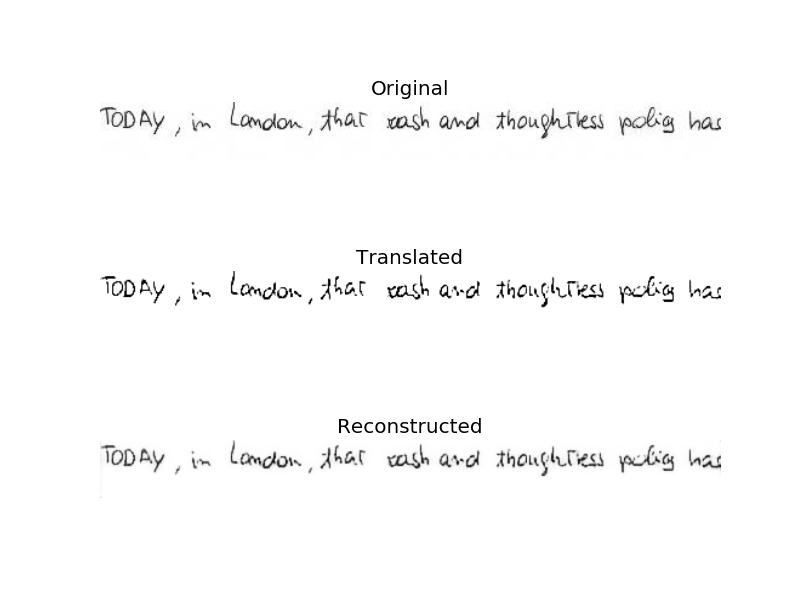 Original
TODAY, in London, that rash and thoughtless policy has
Translated
TODAY, in London, that rash and thoughtless policy has
Reconstructed
TODAY, in London, that rash and thoughtless policy has